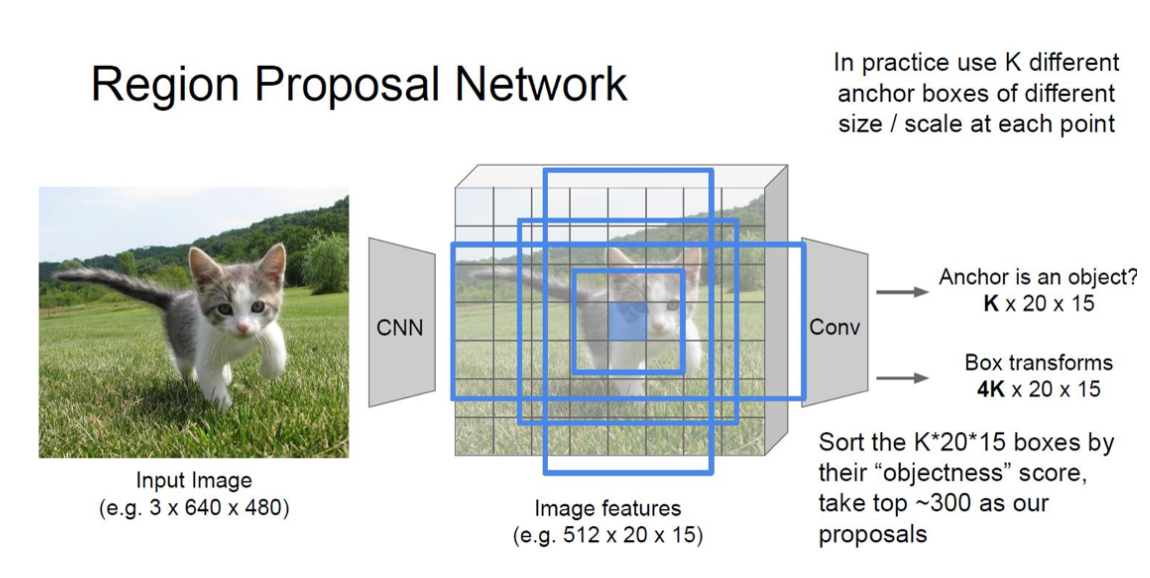 Region Proposal Network
In practice use K different
anchor boxes of different
size / scale at each point
CNN
Conv
Anchor is an object?
K x 20 x 15
Box transforms
4K x 20 x 15
Input Image
(e.g. 3 x 640 x 480)
Image features
(e.g. 512 x 20 x 15)
Sort the K*20*15 boxes by
their “objectness” score,
take top ~300 as our
proposals